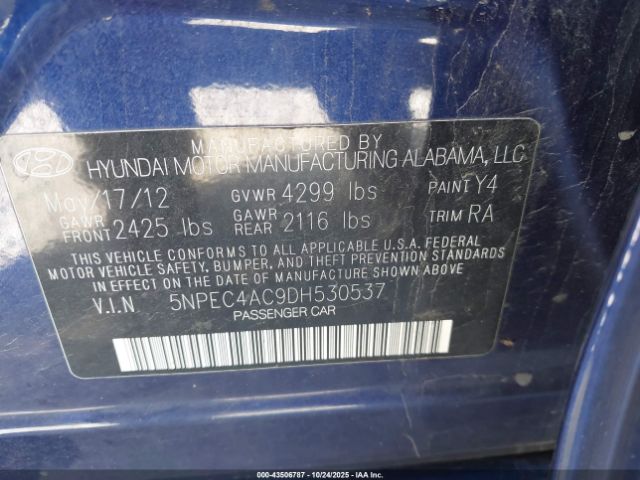 MANUFACTURED BY
HYUNDAI MOTOR MANUFACTURING ALABAMA, LLC
May/17/12 GVWR 4299 lbs PAINT Y4
GAWR FRONT 2425 lbs GAWR REAR 2116 lbs TRIM RA
THIS VEHICLE CONFORMS TO ALL APPLICABLE U.S.A. FEDERAL
MOTOR VEHICLE SAFETY, BUMPER, AND THEFT PREVENTION STANDARDS
IN EFFECT ON THE DATE OF MANUFACTURE SHOWN ABOVE.
V.I.N 5NPEC4AC9DH530537
PASSENGER CAR
000-43506787 - 10/24/2025 - IAA, Inc.